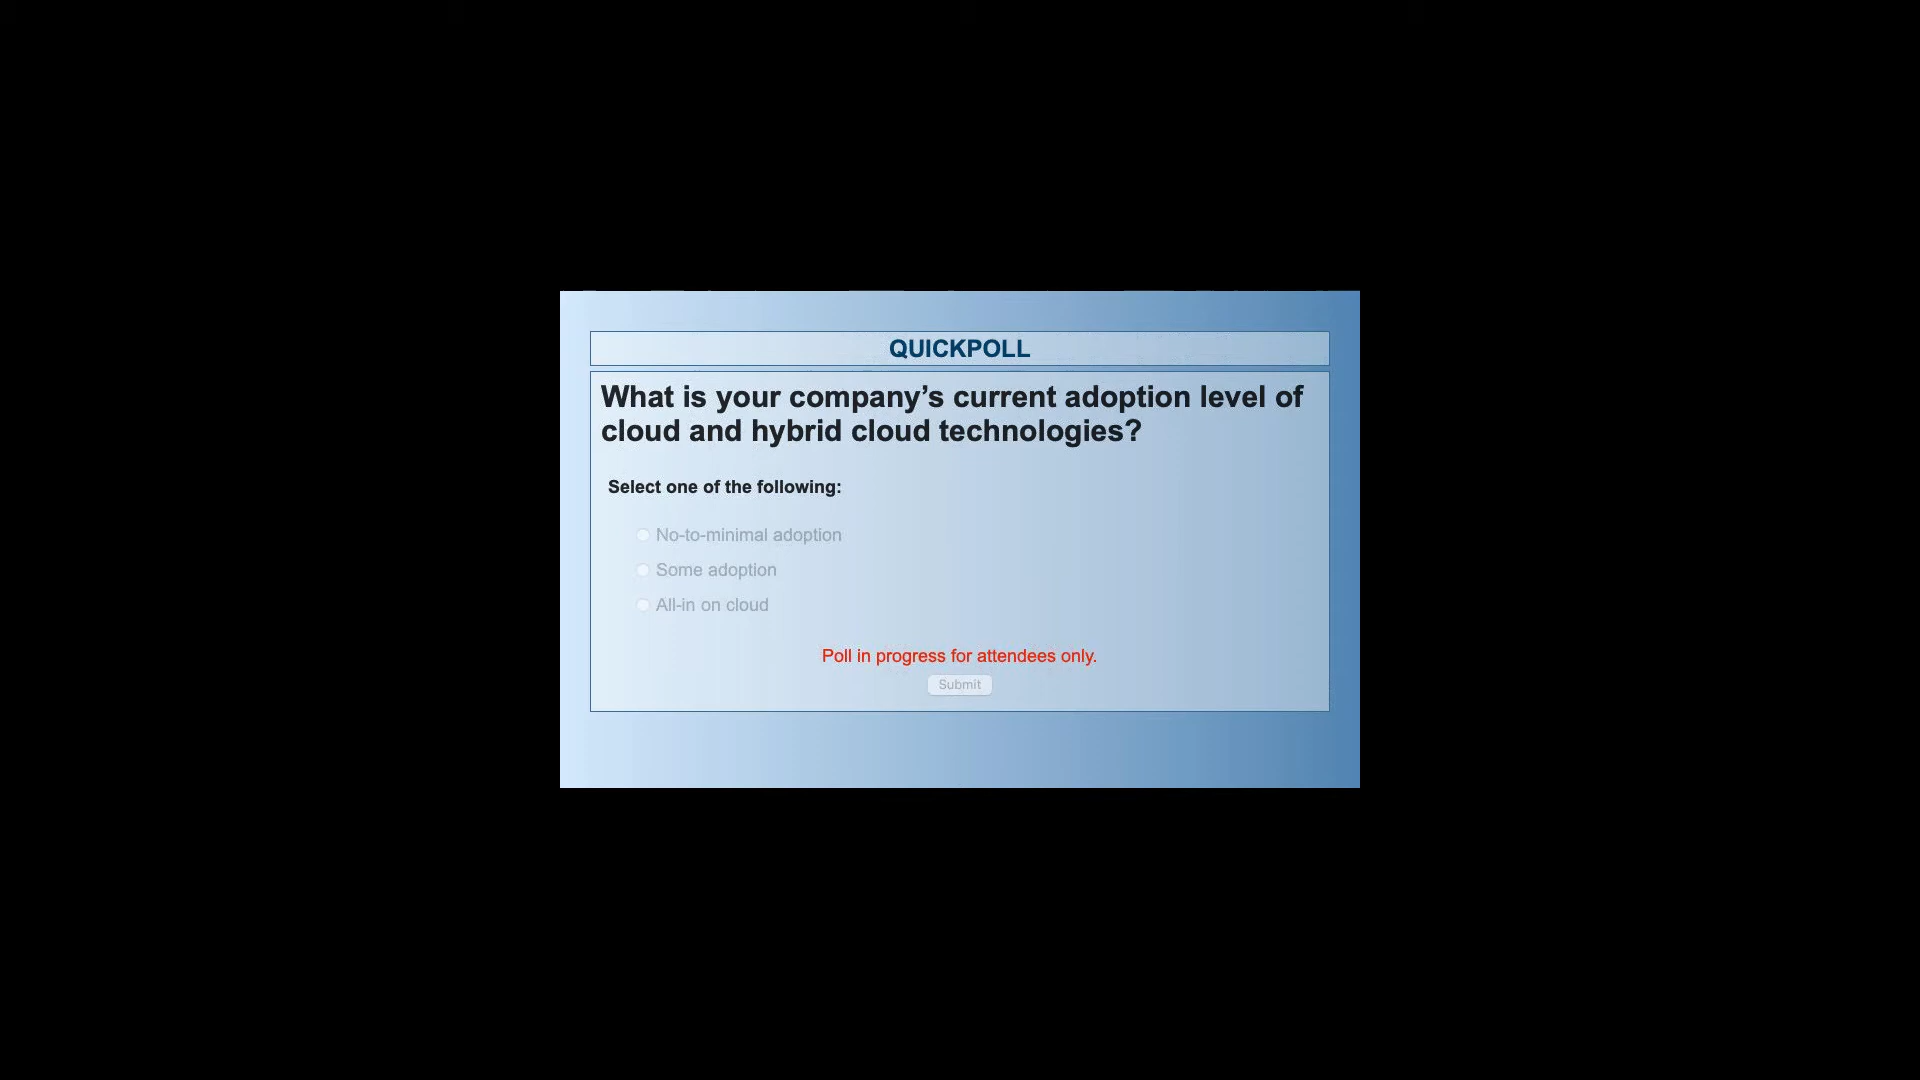 QUICKPOLL
What is your company’s current adoption level of
cloud and hybrid cloud technologies?
Select one of the following:
No-to-minimal adoption
Some adoption
All-in on cloud
Poll in progress for attendees only.
Submit